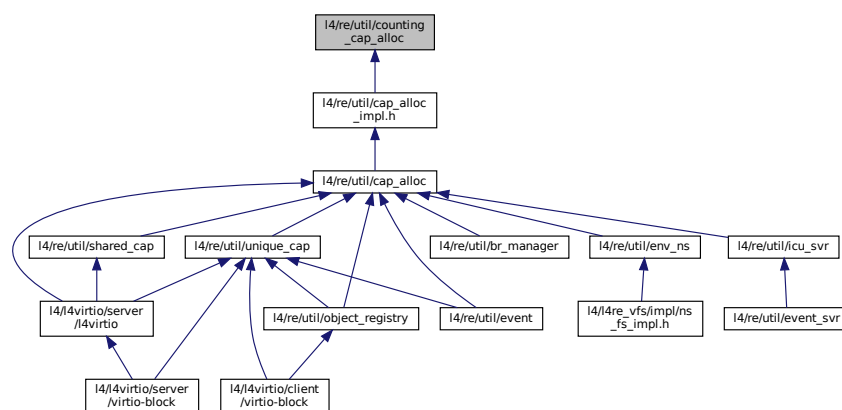 l4/re/util/counting
_cap_alloc
l4/re/util/cap_alloc
_impl.h
l4/re/util/cap_alloc
l4/re/util/shared_cap
l4/re/util/unique_cap
l4/re/util/br_manager
l4/re/util/env_ns
l4/re/util/icu_svr
l4/l4virtio/server
/l4virtio
l4/re/util/object_registry
l4/re/util/event
l4/l4re_vfs/impl/ns
_fs_impl.h
l4/re/util/event_svr
l4/l4virtio/server
/virtio-block
l4/l4virtio/client
/virtio-block